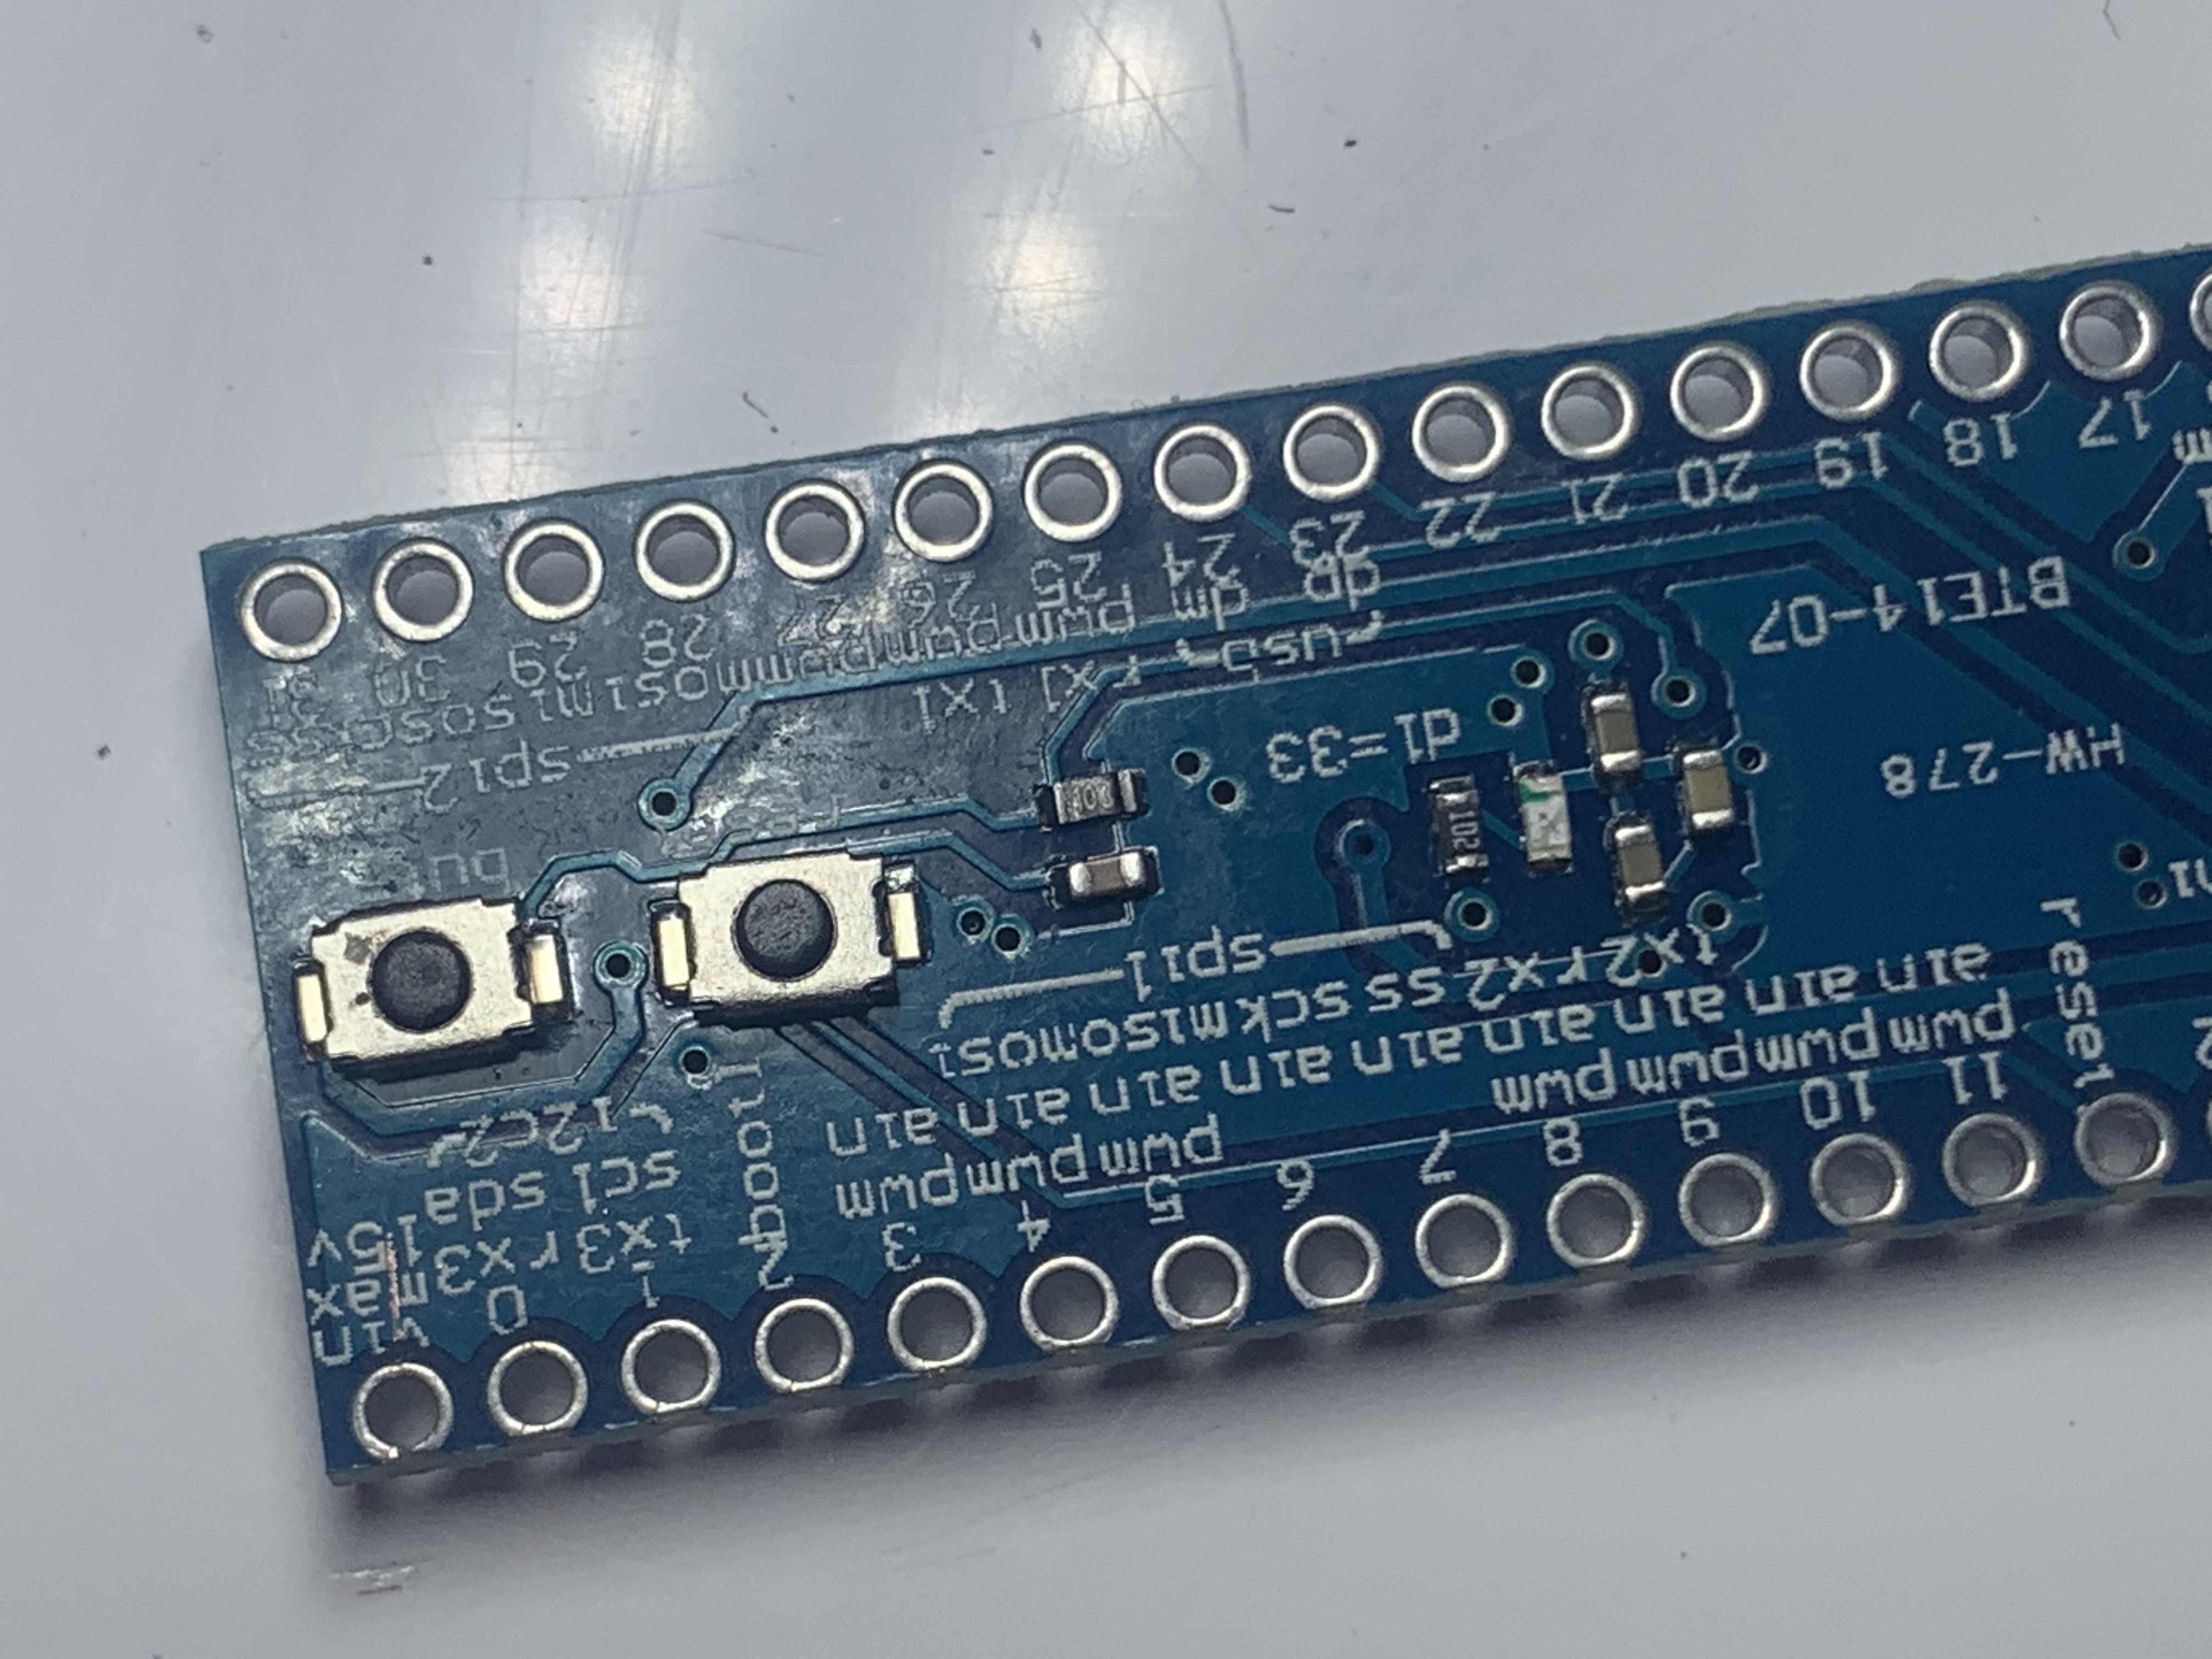 vin
max
15v
0
tx3 rx3
scl sda
i2c2
1
2
boot1
3
pwm pwm pwm pwm
ain ain ain ain ain ain ain ain
4
tx2 rx2 ss sck miso mosi
spi1
5
6
7
8
pwm pwm pwm pwm
9
10
11
ain ain
reset
but
d1=33
HW-278
BTE14-07
spi2
mosi miso sck ss
31
30
29
28
27
26
25
24
23
22
21
20
19
18
17
pwm pwm pwm pwm
rx1 tx1
usb
dp dm